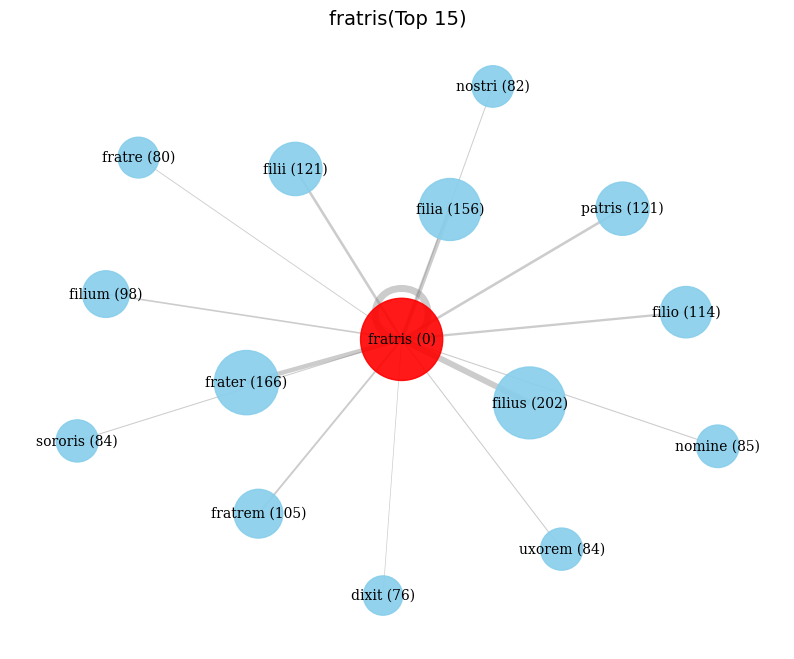 fratris(Top 15)
nostri (82)
fratre (80)
filii (121)
filia (156)
patris (121)
filium (98)
filio (114)
fratris (0)
frater (166)
filius (202)
sororis (84)
nomine (85)
fratrem (105)
uxorem (84)
dixit (76)